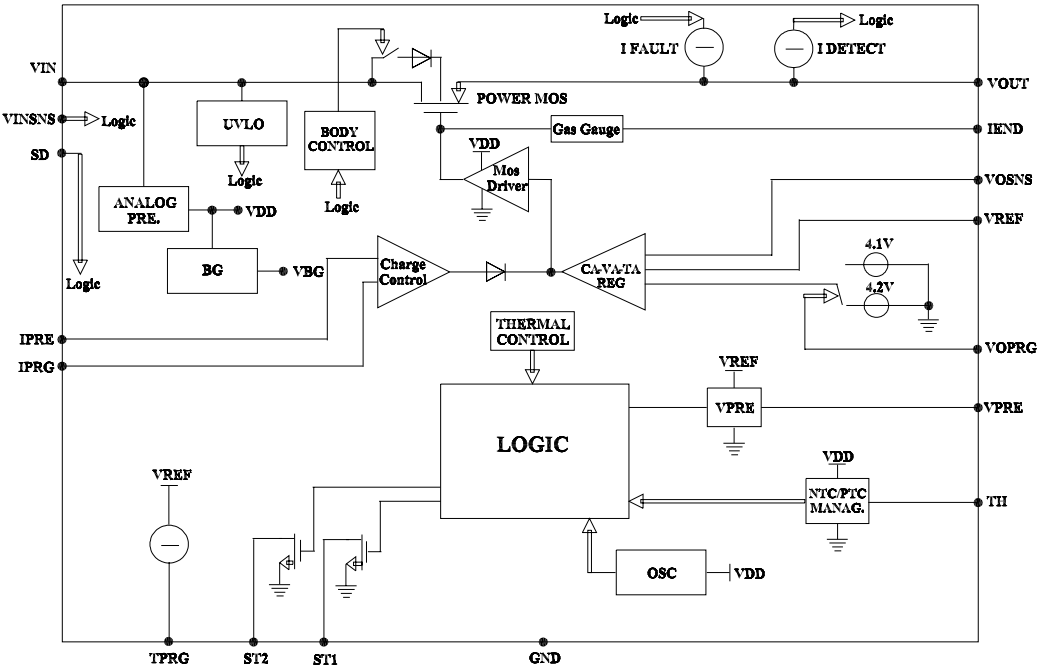 Logic
Logic
I FAULT
I DETECT
VIN
VOUT
POWER MOS
VINSNS
Logic
UVLO
BODY
CONTROL
Gas Gauge
IEND
SD
VDD
Mos
Driver
Logic
Logic
VOSNS
ANALOG
PRE.
VDD
VREF
4.1V
BG
VBG
Charge
Control
CA-VA-TA
REG
Logic
4.2V
IPRE
THERMAL
CONTROL
VOPRG
IPRG
VREF
VPRE
VPRE
LOGIC
VREF
VDD
NTC/PTC
MANAG.
TH
OSC
VDD
TPRG
ST2
ST1
GND